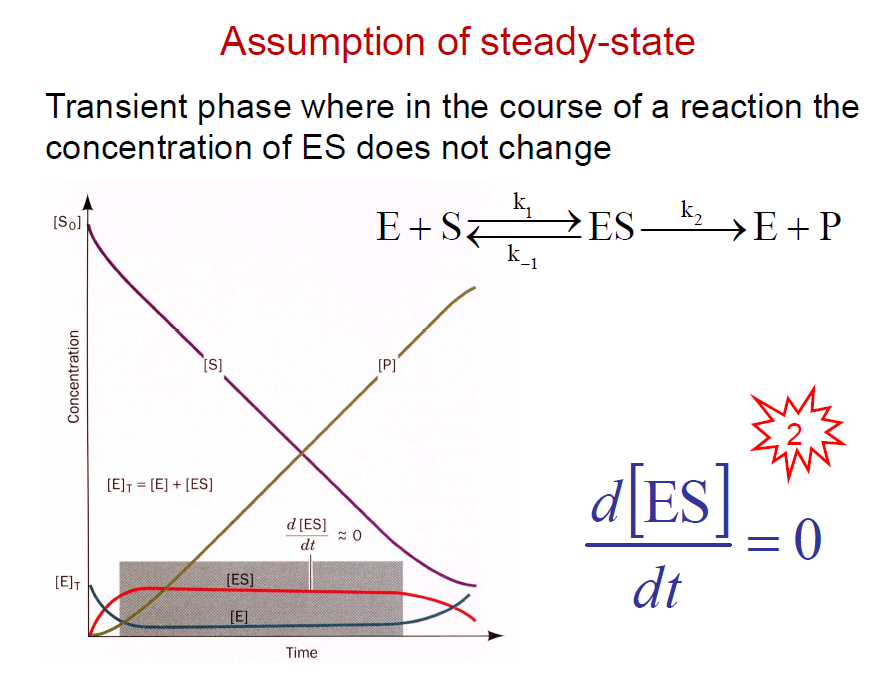 Assumption of steady-state
Transient phase where in the course of a reaction the
concentration of ES does not change
E + S ⇌ ES → E + P
k₁
k₋₁
k₂
[S₀]
Concentration
[S]
[P]
[E]T = [E] + [ES]
d [ES]
dt
≈ 0
[E]T
[ES]
[E]
Time
2
d[ES]
dt
= 0